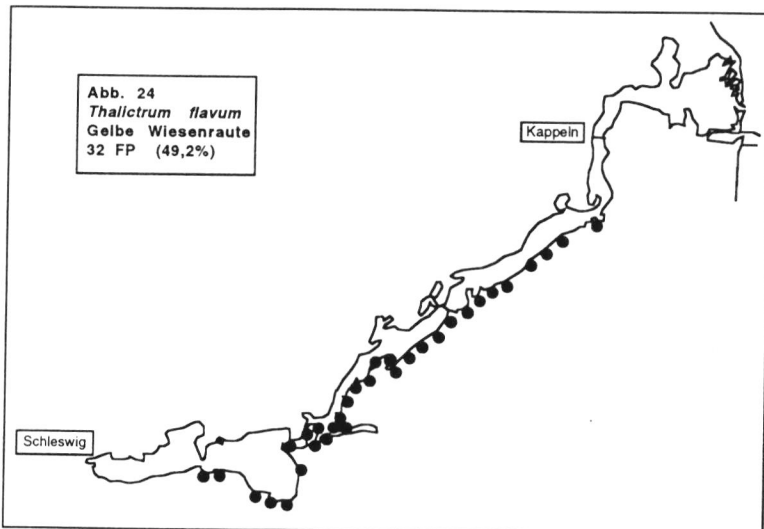 Abb. 24
Thalictrum flavum
Gelbe Wiesenraute
32 FP (49,2%)
Kappeln
Schleswig